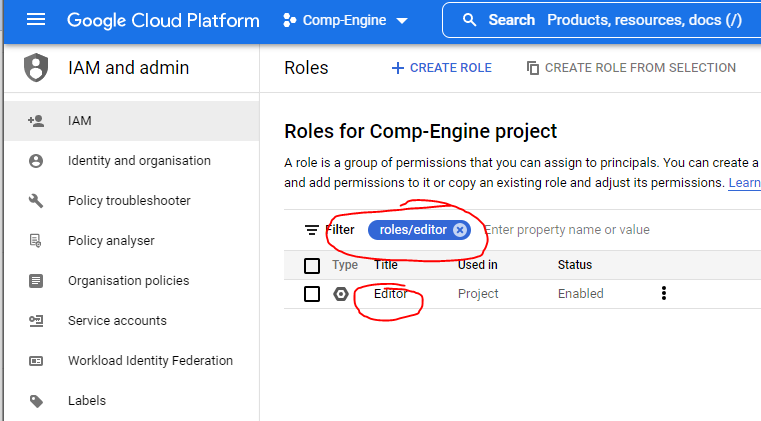 Google Cloud Platform
Comp-Engine
Search Products, resources, docs (/)
IAM and admin
IAM
Identity and organisation
Policy troubleshooter
Policy analyser
Organisation policies
Service accounts
Workload Identity Federation
Labels
Roles
CREATE ROLE
CREATE ROLE FROM SELECTION
Roles for Comp-Engine project
A role is a group of permissions that you can assign to principals. You can create a
and add permissions to it or copy an existing role and adjust its permissions. Learn
Filter roles/editor Enter property name or value
Type Title Used in Status
Editor Project Enabled